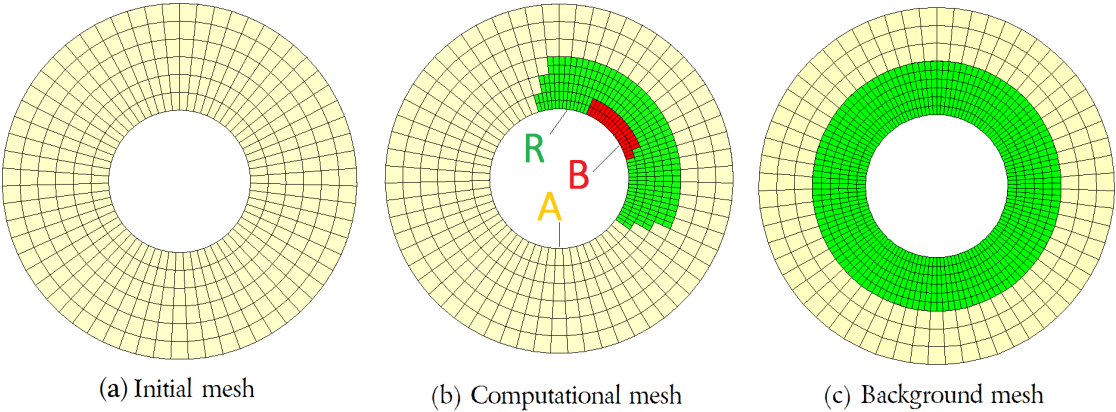 R
B
A
(a) Initial mesh
(b) Computational mesh
(c) Background mesh